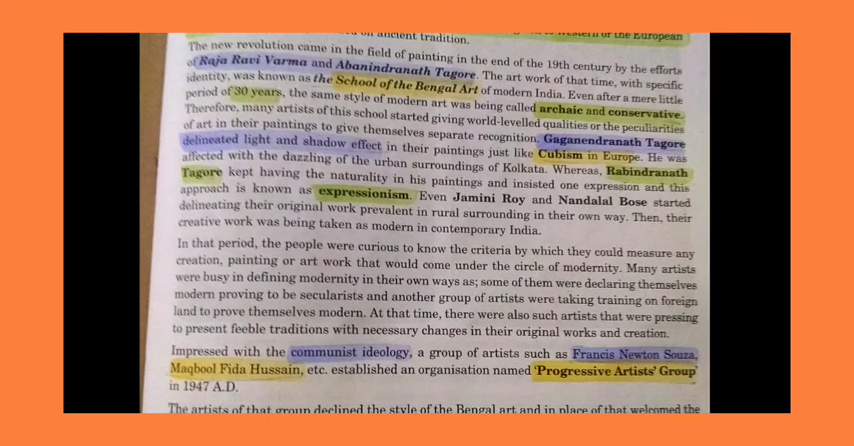 Western or the European
on ancient tradition.
The new revolution came in the field of painting in the end of the 19th century by the efforts
of Raja Ravi Varma and Abanindranath Tagore. The art work of that time, with specific
identity, was known as the School of the Bengal Art of modern India. Even after a mere little
period of 30 years, the same style of modern art was being called archaic and conservative.
Therefore, many artists of this school started giving world-levelled qualities or the peculiarities
of art in their paintings to give themselves separate recognition. Gaganendranath Tagore
delineated light and shadow effect in their paintings just like Cubism in Europe. He was
affected with the dazzling of the urban surroundings of Kolkata. Whereas, Rabindranath
Tagore kept having the naturality in his paintings and insisted one expression and this
approach is known as expressionism. Even Jamini Roy and Nandalal Bose started
delineating their original work prevalent in rural surrounding in their own way. Then, their
creative work was being taken as modern in contemporary India.
In that period, the people were curious to know the criteria by which they could measure any
creation, painting or art work that would come under the circle of modernity. Many artists
were busy in defining modernity in their own ways as; some of them were declaring themselves
modern proving to be secularists and another group of artists were taking training on foreign
land to prove themselves modern. At that time, there were also such artists that were pressing
to present feeble traditions with necessary changes in their original works and creation.
Impressed with the communist ideology, a group of artists such as Francis Newton Souza,
Maqbool Fida Hussain, etc. established an organisation named 'Progressive Artists' Group'
in 1947 A.D.
The artists of that group declined the style of the Bengal art and in place of that welcomed the